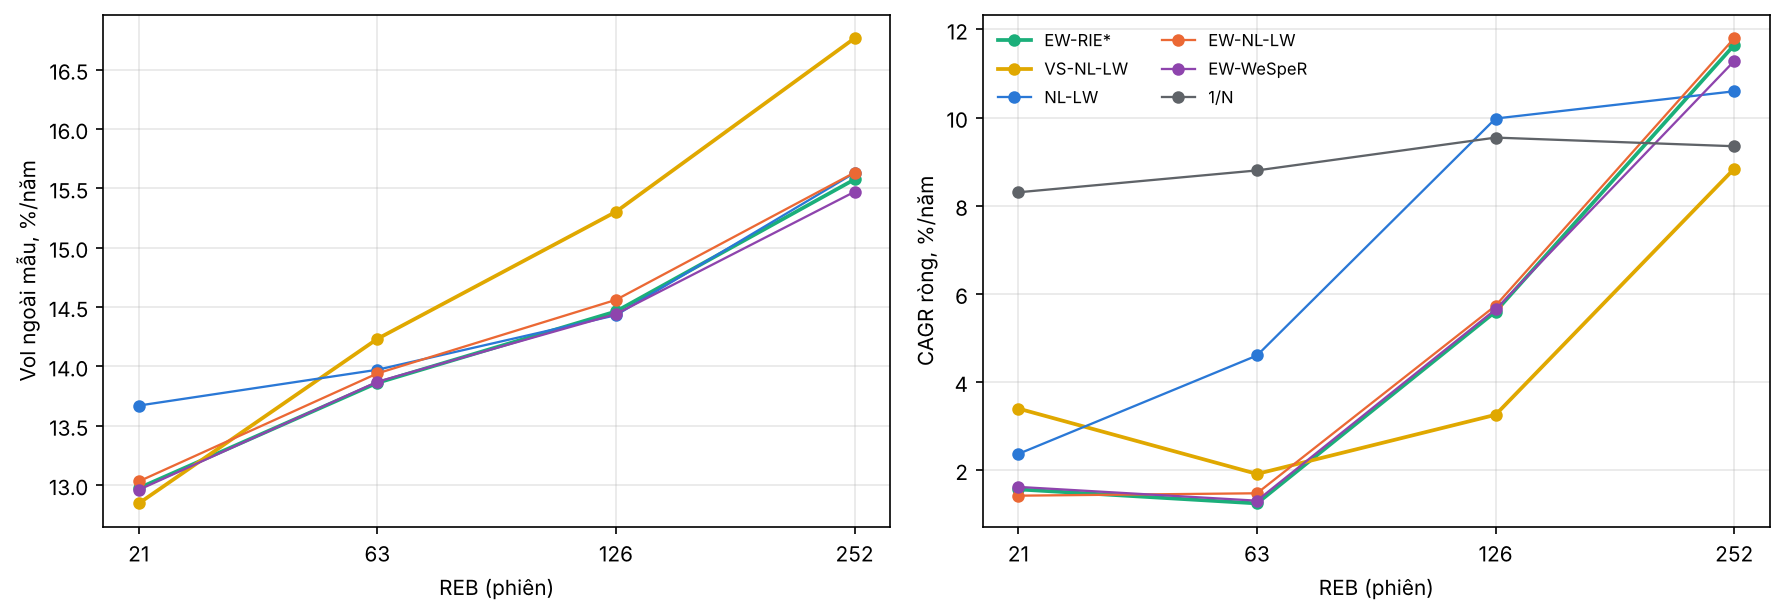 Vol ngoài mẫu, %/năm
16.5
16.0
15.5
15.0
14.5
14.0
13.5
13.0
21 63 126 252
REB (phiên)
CAGR ròng, %/năm
12
10
8
6
4
2
EW-RIE*
VS-NL-LW
NL-LW
EW-NL-LW
EW-WeSpeR
1/N
21 63 126 252
REB (phiên)